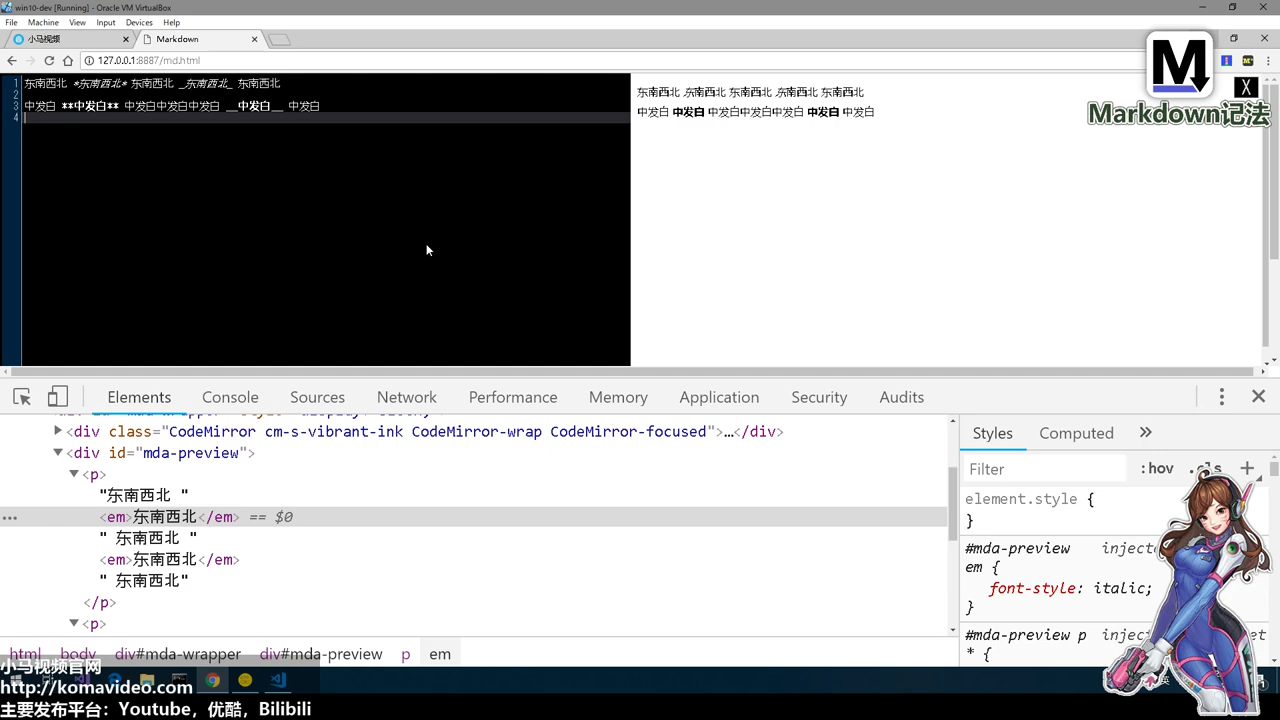 win10-dev [Running] - Oracle VM VirtualBox
File Machine View Input Devices Help
小马视频
Markdown
127.0.0.1:8887/md.html
M
X
Markdown记法
1 东南西北 *东南西北* 东南西北 _东南西北_ 东南西北
2
3 中发白 **中发白** 中发白中发白中发白 __中发白__ 中发白
4
东南西北 东南西北 东南西北 东南西北 东南西北
中发白 中发白 中发白中发白中发白 中发白 中发白
Elements Console Sources Network Performance Memory Application Security Audits
<div class="CodeMirror cm-s-vibrant-ink CodeMirror-wrap CodeMirror-focused">…</div>
<div id="mda-preview">
<p>
"东南西北 "
<em>东南西北</em> == $0
" 东南西北 "
<em>东南西北</em>
" 东南西北"
</p>
<p>
html body div#mda-wrapper div#mda-preview p em
Styles Computed »
Filter :hov .cls +
element.style {
}
#mda-preview
em {
font-style: italic;
}
#mda-preview p
* {
小马视频官网
http://komavideo.com
主要发布平台：Youtube，优酷，Bilibili